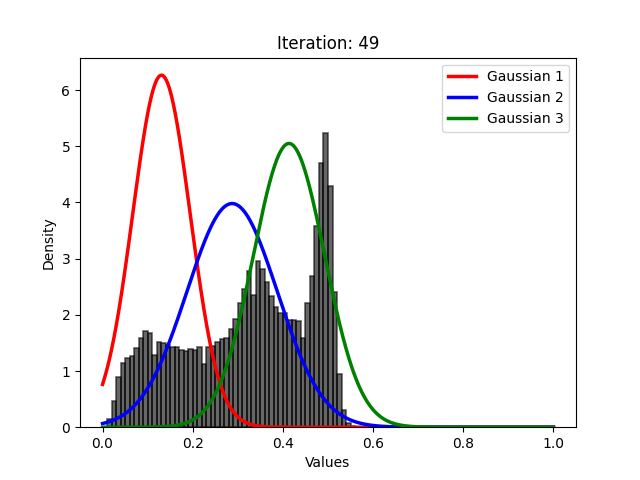 Iteration: 49
Gaussian 1
Gaussian 2
Gaussian 3
Density
6
5
4
3
2
1
0
0.0 0.2 0.4 0.6 0.8 1.0
Values